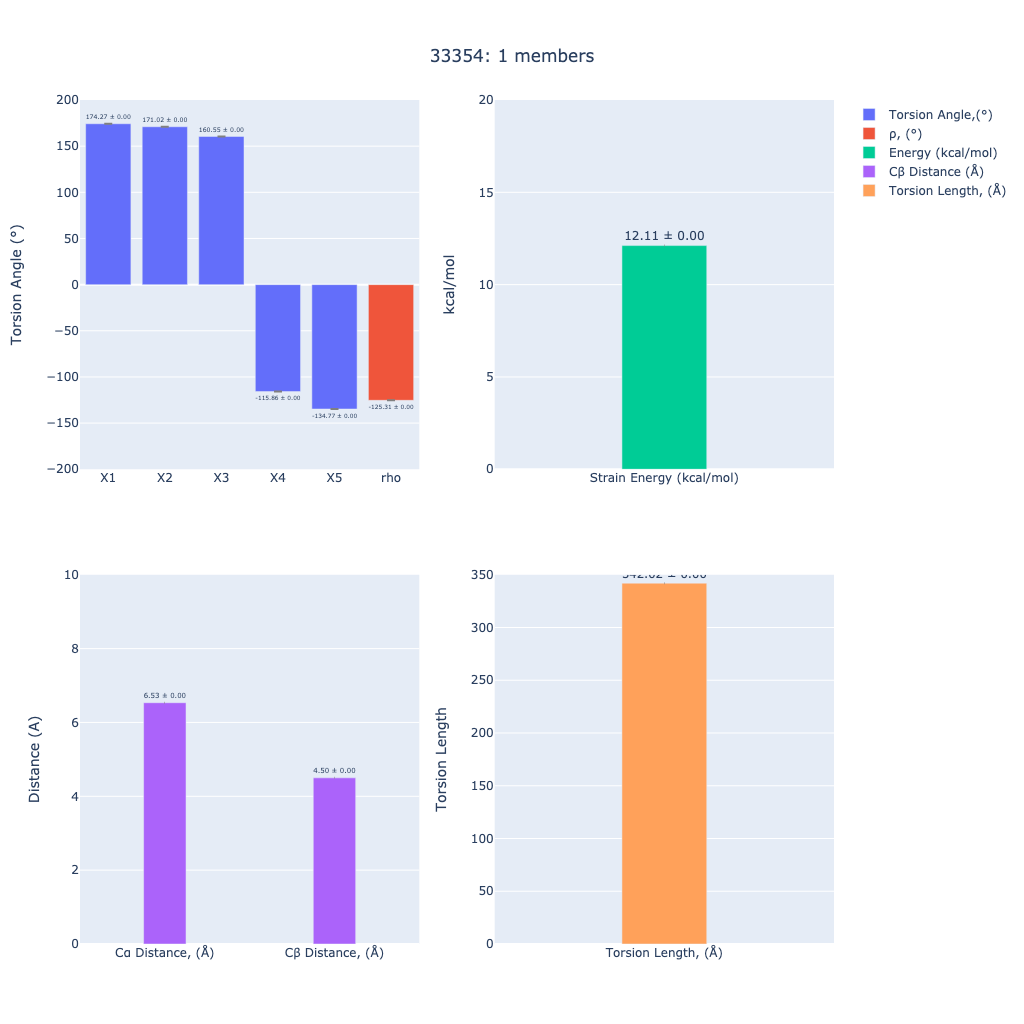 33354: 1 members
Torsion Angle (°)
200
150
100
50
0
−50
−100
−150
−200
174.27 ± 0.00
171.02 ± 0.00
160.55 ± 0.00
-115.86 ± 0.00
-134.77 ± 0.00
-125.31 ± 0.00
X1 X2 X3 X4 X5 rho
kcal/mol
20
15
10
5
0
12.11 ± 0.00
Strain Energy (kcal/mol)
Torsion Angle,(°)
ρ, (°)
Energy (kcal/mol)
Cβ Distance (Å)
Torsion Length, (Å)
Distance (A)
10
8
6
4
2
0
6.53 ± 0.00
4.50 ± 0.00
Cα Distance, (Å) Cβ Distance, (Å)
Torsion Length
350
300
250
200
150
100
50
0
± 0.00
Torsion Length, (Å)